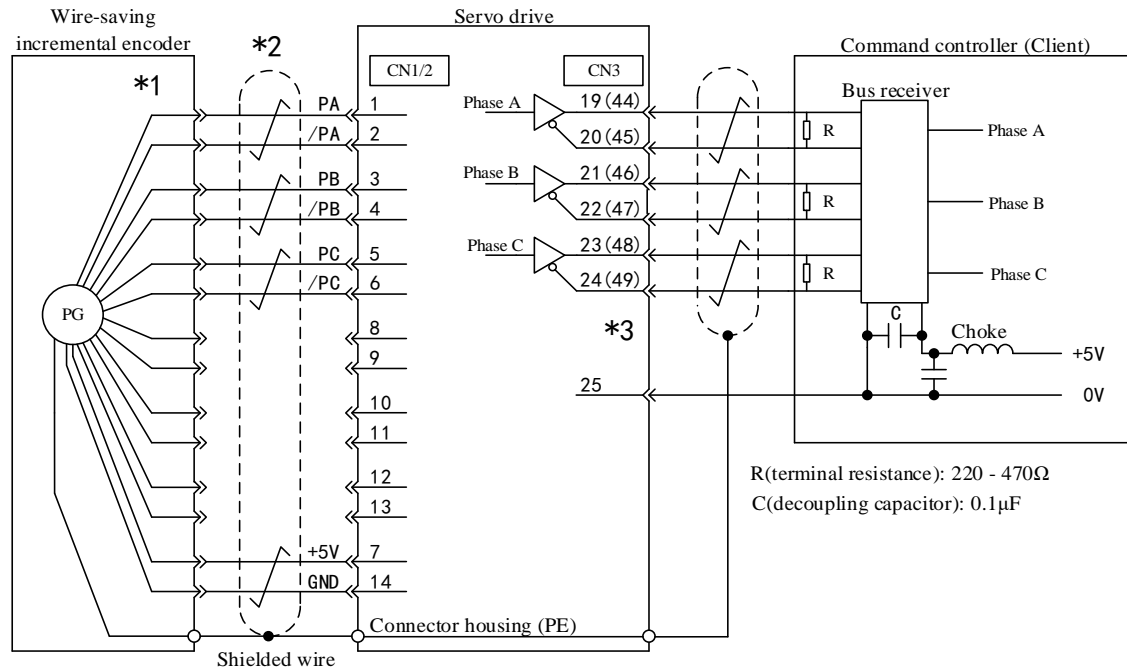 Wire-saving
incremental encoder
Servo drive
Command controller (Client)
*1
*2
CN1/2
CN3
Bus receiver
PA 1
/PA 2
PB 3
/PB 4
PC 5
/PC 6
8
9
10
11
12
13
+5V 7
GND 14
PG
Phase A
19(44)
20(45)
Phase B
21(46)
22(47)
Phase C
23(48)
24(49)
*3
25
R
R
R
Phase A
Phase B
Phase C
C
Choke
+5V
0V
R(terminal resistance): 220 - 470Ω
C(decoupling capacitor): 0.1μF
Connector housing (PE)
Shielded wire